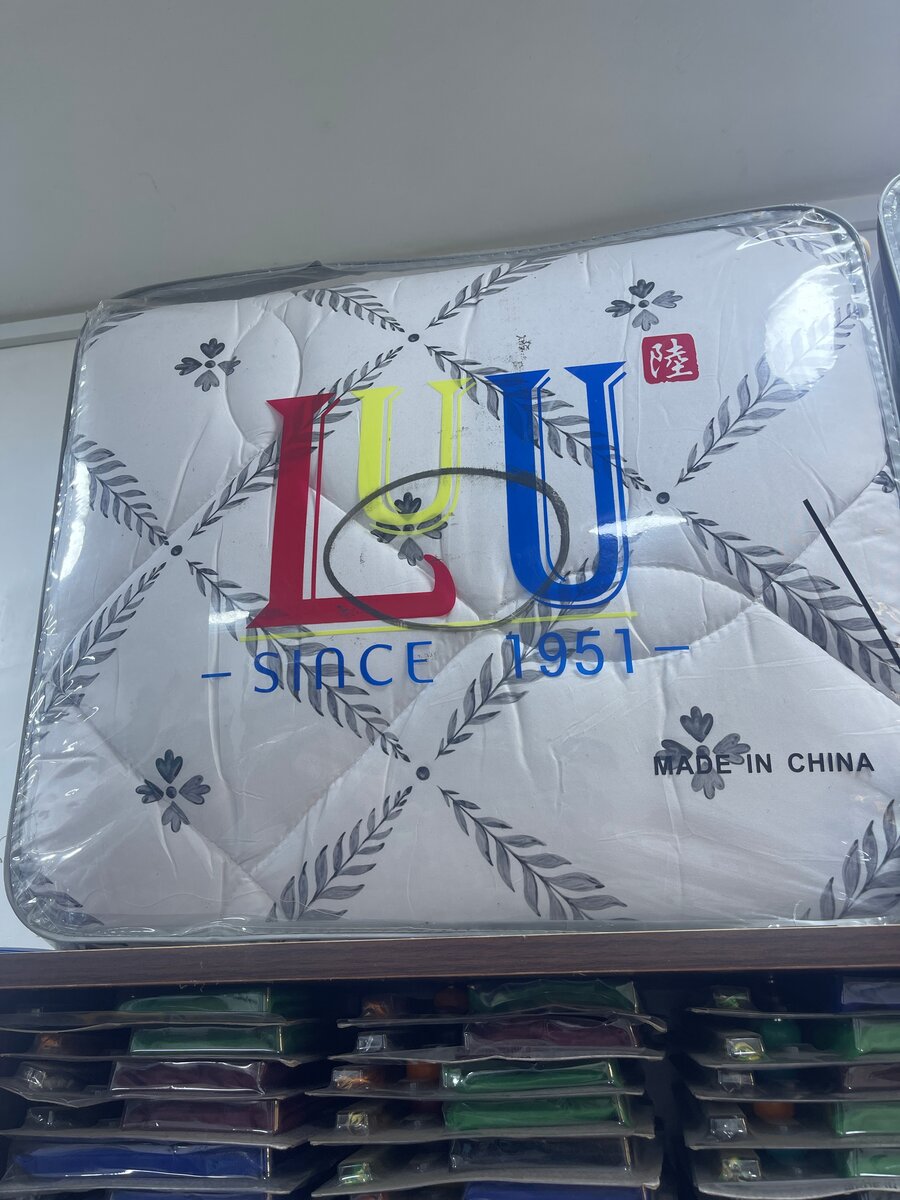 陸
LUU
-SINCE 1951-
MADE IN CHINA